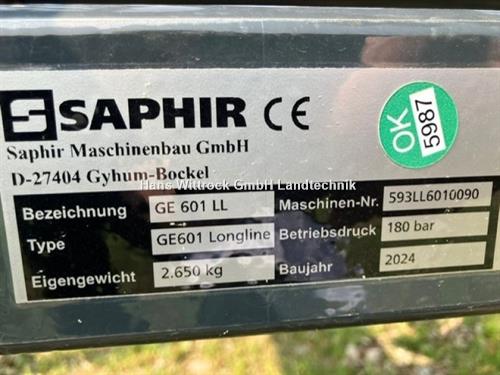 SAPHIR CE
OK 5987
Saphir Maschinenbau GmbH
D-27404 Gyhum-Bockel
Hans Wittrock GmbH Landtechnik
Bezeichnung GE 601 LL Maschinen-Nr. 593LL6010090
Type GE601 Longline Betriebsdruck 180 bar
Eigengewicht 2.650 kg Baujahr 2024